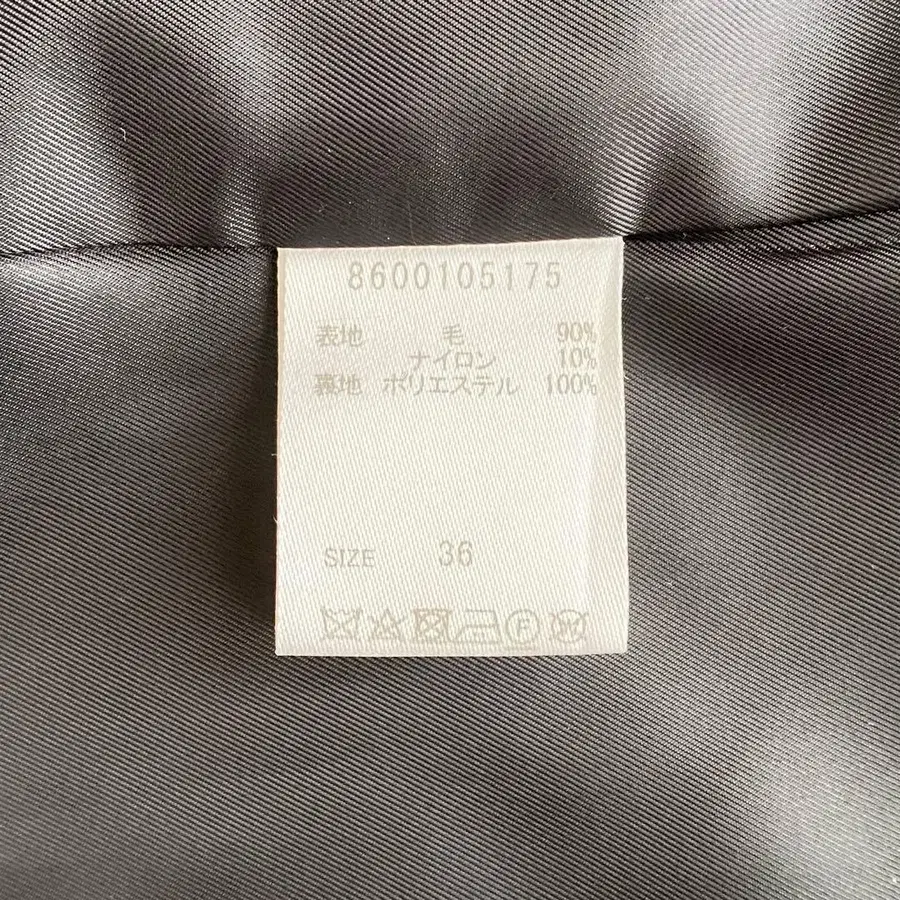 8600105175
表地 毛 90%
ナイロン 10%
裏地 ポリエステル 100%
SIZE 36
F
W